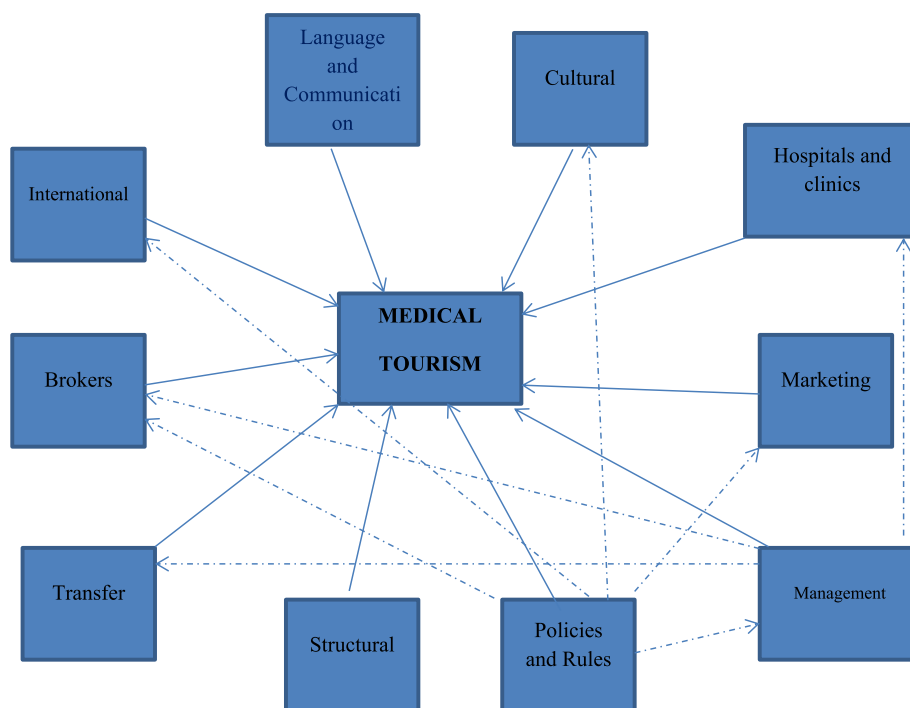 Language
and
Communicati
on
Cultural
Hospitals and
clinics
International
MEDICAL
TOURISM
Brokers
Marketing
Transfer
Structural
Policies
and Rules
Management